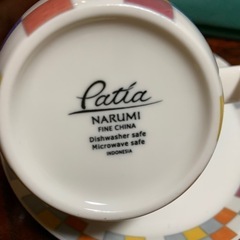 Patia
NARUMI
FINE CHINA
Dishwasher safe
Microwave safe
INDONESIA